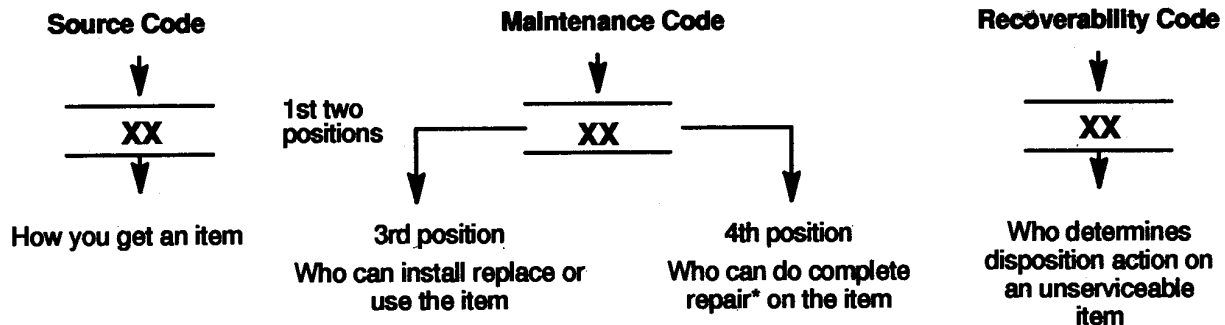 Source Code
Maintenance Code
Recoverability Code
XX
1st two
positions
XX
XX
How you get an item
3rd position
Who can install replace or
use the item
4th position
Who can do complete
repair* on the item
Who determines
disposition action on
an unserviceable
item